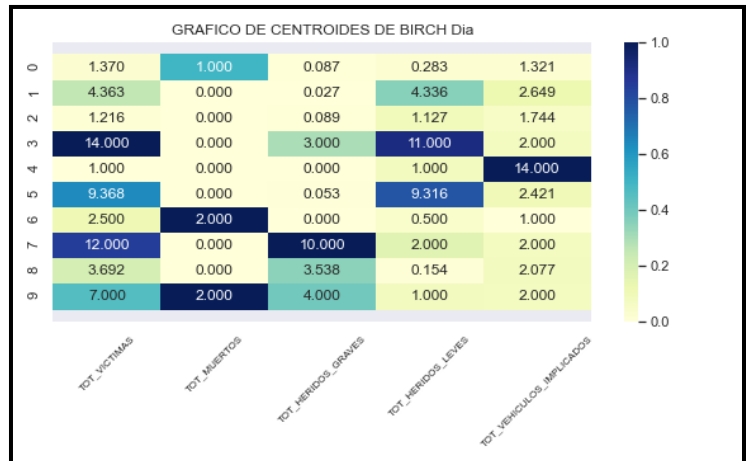 GRAFICO DE CENTROIDES DE BIRCH Dia
0 1.370 1.000 0.087 0.283 1.321
1 4.363 0.000 0.027 4.336 2.649
2 1.216 0.000 0.089 1.127 1.744
3 14.000 0.000 3.000 11.000 2.000
4 1.000 0.000 0.000 1.000 14.000
5 9.368 0.000 0.053 9.316 2.421
6 2.500 2.000 0.000 0.500 1.000
7 12.000 0.000 10.000 2.000 2.000
8 3.692 0.000 3.538 0.154 2.077
9 7.000 2.000 4.000 1.000 2.000
TOT_VICTIMAS
TOT_MUERTOS
TOT_HERIDOS_GRAVES
TOT_HERIDOS_LEVES
TOT_VEHICULOS_IMPLICADOS
1.0
0.8
0.6
0.4
0.2
0.0